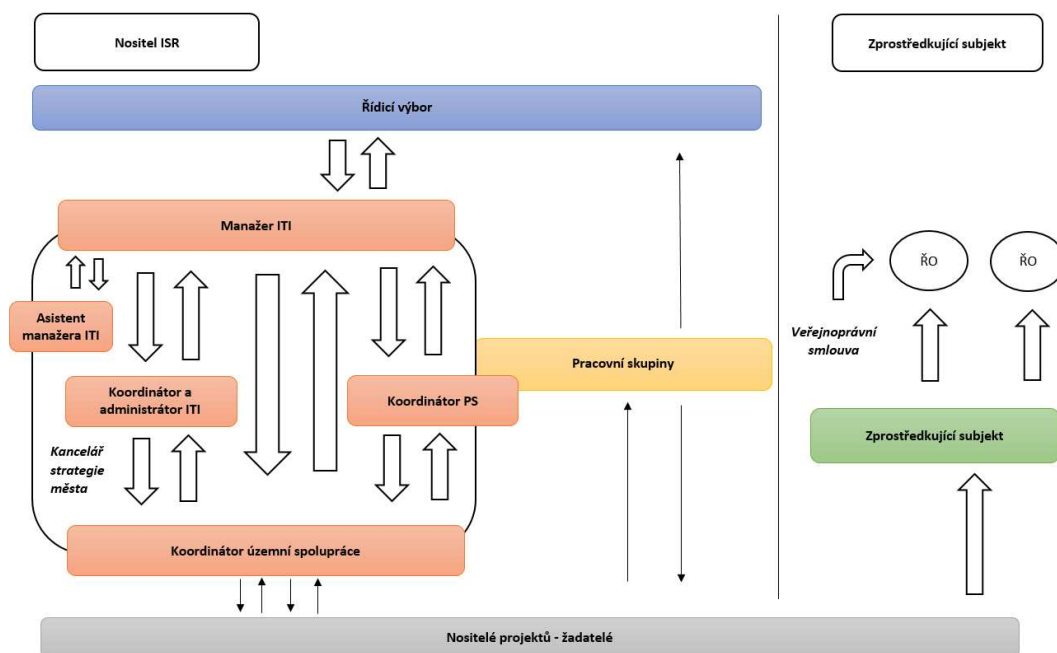 Nositel ISR
Zprostředkující subjekt
Řídicí výbor
Manažer ITI
ŘO
ŘO
Asistent
manažera ITI
Veřejnoprávní
smlouva
Pracovní skupiny
Koordinátor a
administrátor ITI
Koordinátor PS
Zprostředkující subjekt
Kancelář
strategie
města
Koordinátor územní spolupráce
Nositelé projektů - žadatelé